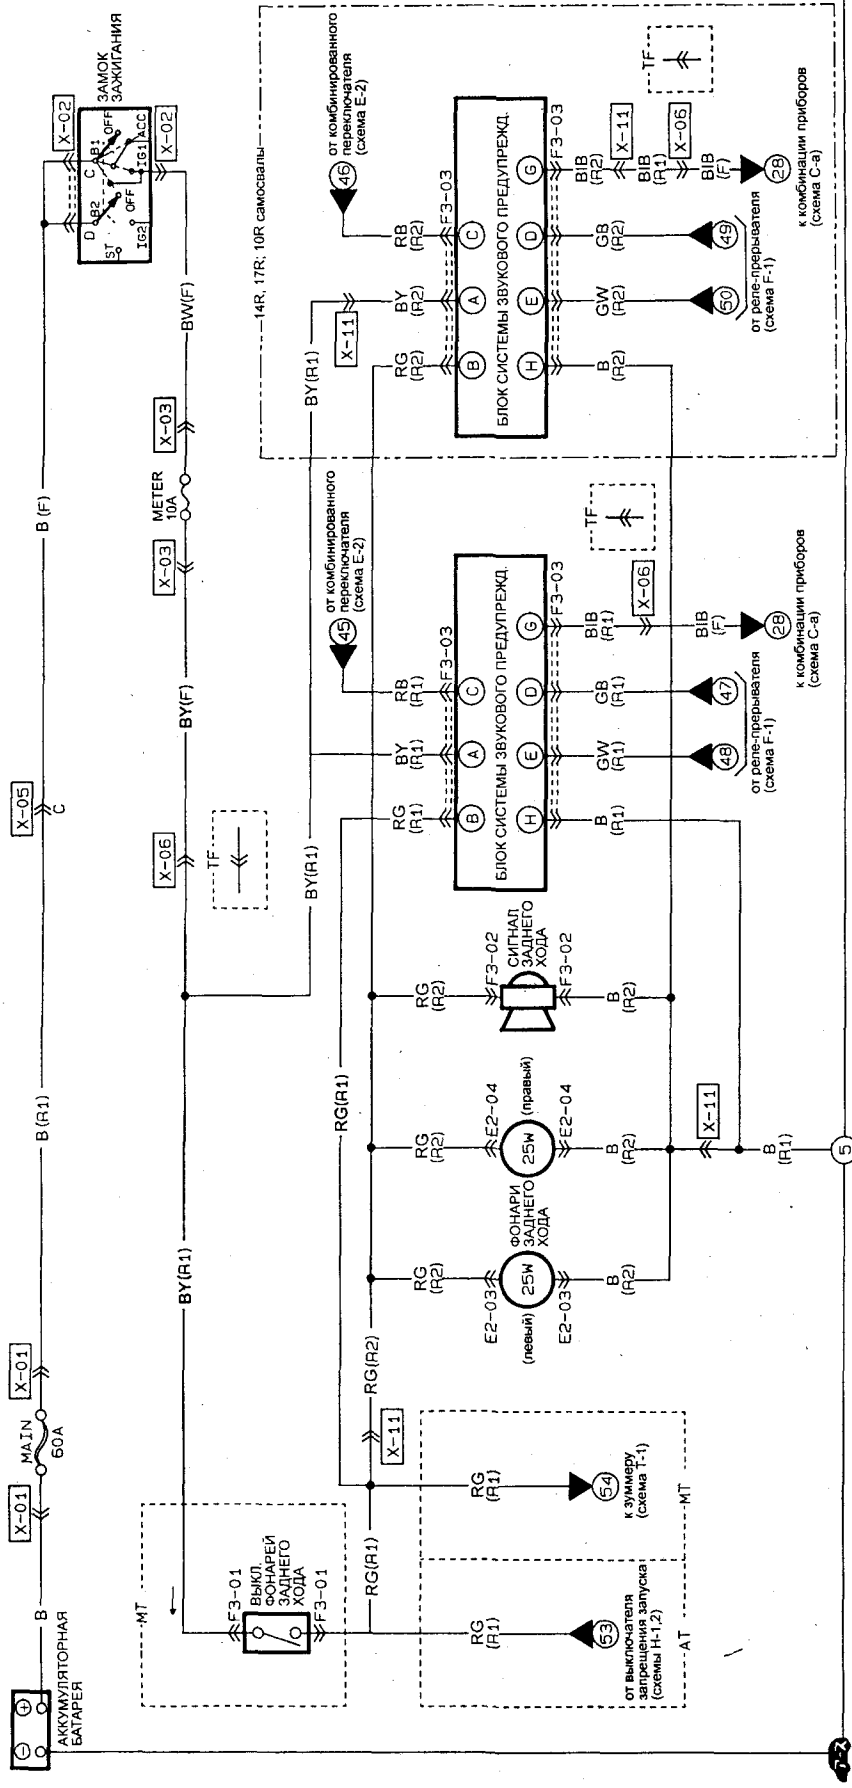 АККУМУЛЯТОРНАЯ
БАТАРЕЯ
B
X-01
MAIN
60A
X-01
B(R1)
X-05
C
B(F)
X-02
ЗАМОК
ЗАЖИГАНИЯ
D
B2
C
B1
OFF
OFF
ST
IG2
IG1
ACC
X-02
BW(F)
X-03
METER
10A
X-03
BY(F)
X-06
TF
BY(R1)
MT
F3-01
ВЫКЛ.
ФОНАРЕЙ
ЗАДНЕГО
ХОДА
F3-01
BY(R1)
BY(R1)
RG(R1)
RG(R1)
RG(R2)
X-11
RG
(R1)
53
от выключателя
запрещения запуска
(схемы H-1,2)
AT
RG
(R1)
54
к зуммеру
(схема T-1)
MT
RG
(R2)
E2-03
25W
(левый)
ФОНАРИ
ЗАДНЕГО
ХОДА
E2-03
B
(R2)
RG
(R2)
E2-04
25W
(правый)
E2-04
B
(R2)
RG
(R2)
F3-02
СИГНАЛ
ЗАДНЕГО
ХОДА
F3-02
B
(R2)
X-11
B
(R1)
5
45
от комбинированного
переключателя
(схема E-2)
RG
(R1)
BY
(R1)
RB
(R1)
F3-03
B
A
C
БЛОК СИСТЕМЫ ЗВУКОВОГО ПРЕДУПРЕЖД.
H
E
D
G
F3-03
B
(R1)
GW
(R1)
GB
(R1)
BIB
(R1)
X-06
TF
BIB
(F)
48
47
от реле-прерывателя
(схема F-1)
28
к комбинации приборов
(схема C-a)
14R, 17R; 10R самосвалы
46
от комбинированного
переключателя
(схема E-2)
X-11
RG
(R2)
BY
(R2)
RB
(R2)
F3-03
B
A
C
БЛОК СИСТЕМЫ ЗВУКОВОГО ПРЕДУПРЕЖД.
H
E
D
G
F3-03
B
(R2)
GW
(R2)
GB
(R2)
BIB
(R2)
X-11
BIB
(R1)
X-06
TF
BIB
(F)
50
49
от реле-прерывателя
(схема F-1)
28
к комбинации приборов
(схема C-a)